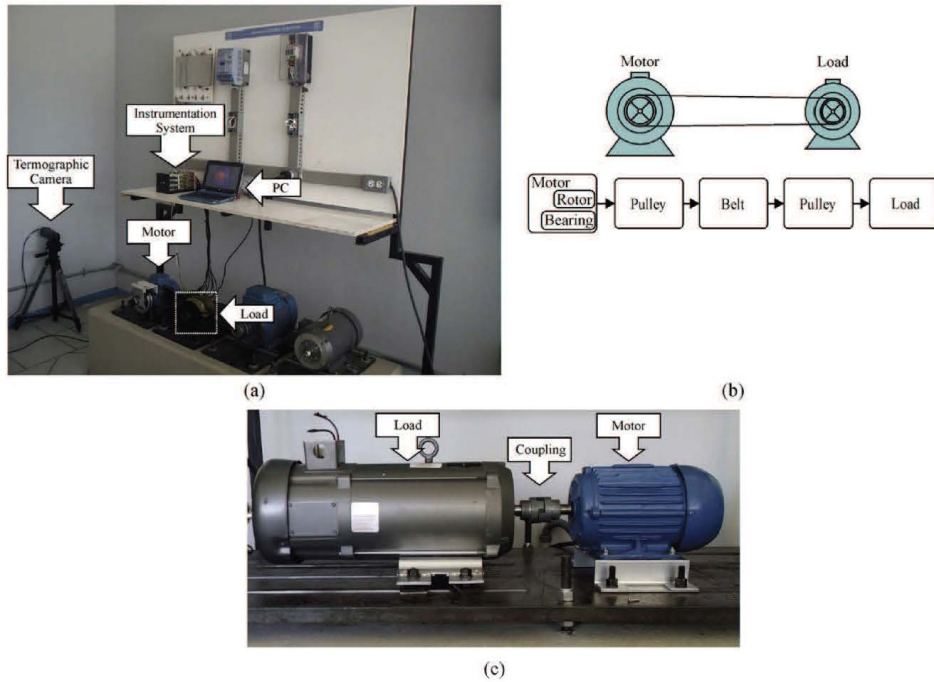 Instrumentation
System
Termographic
Camera
PC
Motor
Load
(a)
Motor
Load
Motor
Rotor
Bearing
Pulley
Belt
Pulley
Load
(b)
Load
Coupling
Motor
(c)